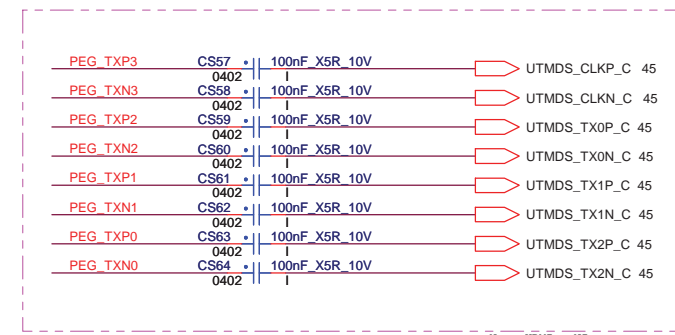 PEG_TXP3 CS57 100nF_X5R_10V UTMDS_CLKP_C 45
0402 I
PEG_TXN3 CS58 100nF_X5R_10V UTMDS_CLKN_C 45
0402 I
PEG_TXP2 CS59 100nF_X5R_10V UTMDS_TX0P_C 45
0402 I
PEG_TXN2 CS60 100nF_X5R_10V UTMDS_TX0N_C 45
0402 I
PEG_TXP1 CS61 100nF_X5R_10V UTMDS_TX1P_C 45
0402 I
PEG_TXN1 CS62 100nF_X5R_10V UTMDS_TX1N_C 45
0402 I
PEG_TXP0 CS63 100nF_X5R_10V UTMDS_TX2P_C 45
0402 I
PEG_TXN0 CS64 100nF_X5R_10V UTMDS_TX2N_C 45
0402 I